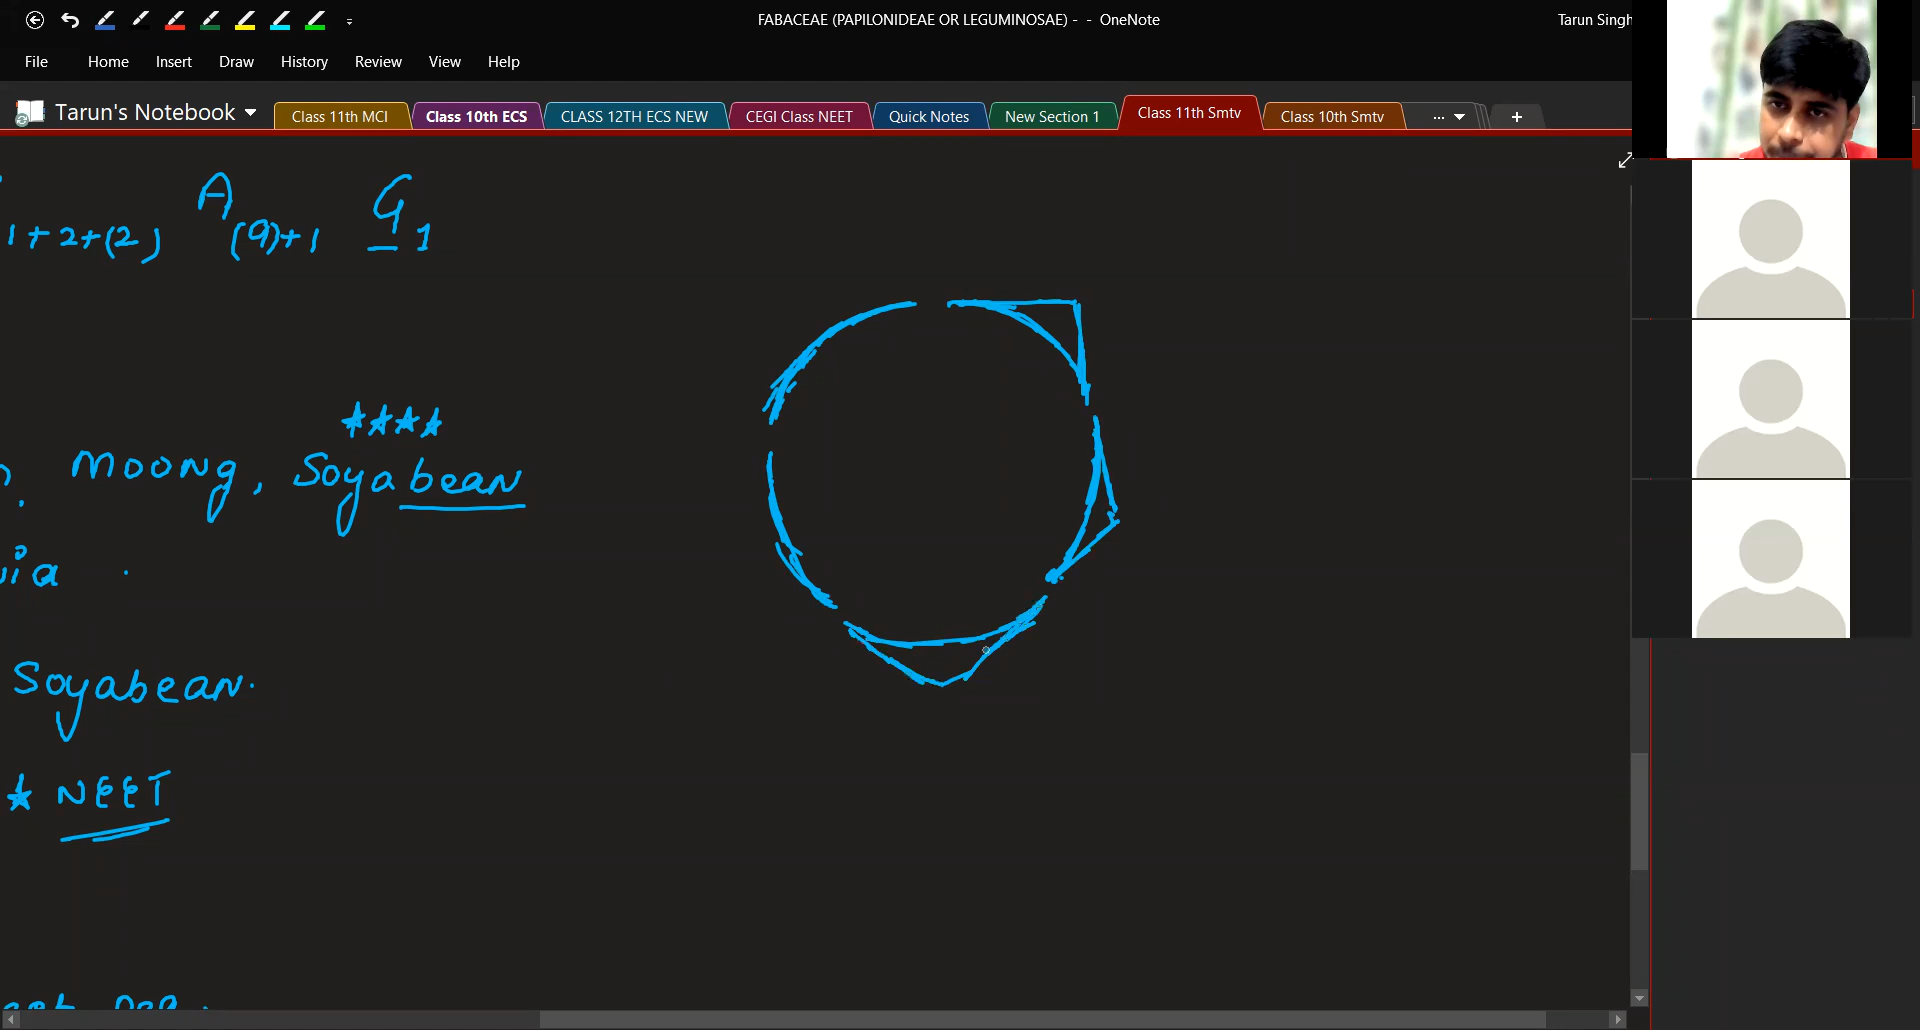 FABACEAE (PAPILONIDEAE OR LEGUMINOSAE) - - OneNote
Tarun Singh
File Home Insert Draw History Review View Help
Tarun's Notebook
Class 11th MCI
Class 10th ECS
CLASS 12TH ECS NEW
CEGI Class NEET
Quick Notes
New Section 1
Class 11th Smtv
Class 10th Smtv
...
+
1+2+(2) A(9)+1 G1
Moong, Soyabean
Soyabean.
NEET